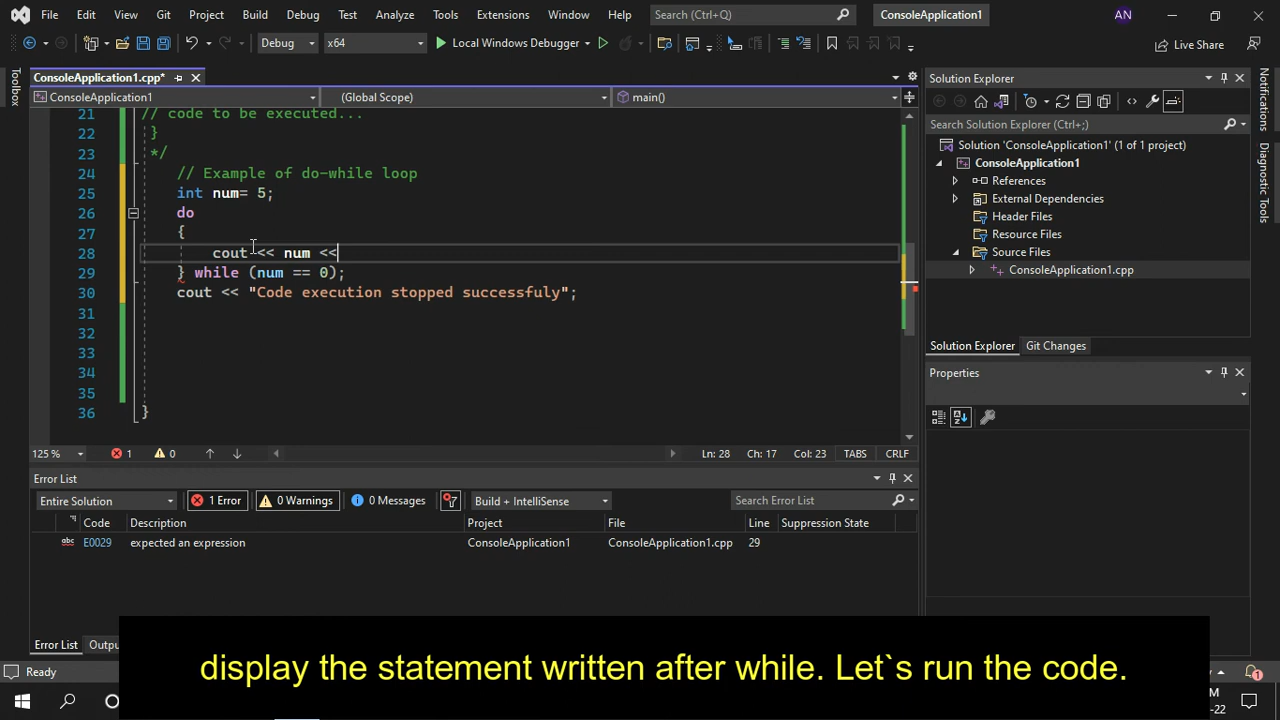 File Edit View Git Project Build Debug Test Analyze Tools Extensions Window Help Search (Ctrl+Q) ConsoleApplication1 AN
Debug x64 Local Windows Debugger Live Share
Toolbox
ConsoleApplication1.cpp*
ConsoleApplication1 (Global Scope) main()
21 // code to be executed...
22 }
23 */
24 // Example of do-while loop
25 int num= 5;
26 do
27 {
28 cout << num <<
29 } while (num == 0);
30 cout << "Code execution stopped successfuly";
31
32
33
34
35
36 }
125 % 1 0 Ln: 28 Ch: 17 Col: 23 TABS CRLF
Error List
Entire Solution 1 Error 0 Warnings 0 Messages Build + IntelliSense Search Error List
Code Description Project File Line Suppression State
abc E0029 expected an expression ConsoleApplication1 ConsoleApplication1.cpp 29
Error List Outpu
Ready
Solution Explorer
Search Solution Explorer (Ctrl+;)
Solution 'ConsoleApplication1' (1 of 1 project)
ConsoleApplication1
References
External Dependencies
Header Files
Resource Files
Source Files
ConsoleApplication1.cpp
Solution Explorer Git Changes
Properties
Notifications
Diagnostic Tools
display the statement written after while. Let`s run the code.
1
M
-22